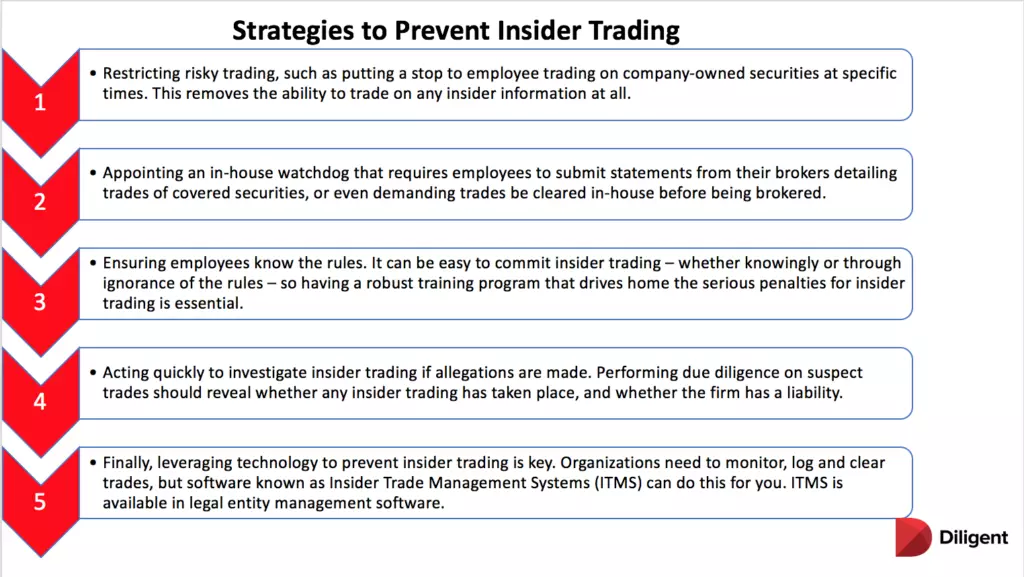 Strategies to Prevent Insider Trading
1
• Restricting risky trading, such as putting a stop to employee trading on company-owned securities at specific
times. This removes the ability to trade on any insider information at all.
2
• Appointing an in-house watchdog that requires employees to submit statements from their brokers detailing
trades of covered securities, or even demanding trades be cleared in-house before being brokered.
3
• Ensuring employees know the rules. It can be easy to commit insider trading – whether knowingly or through
ignorance of the rules – so having a robust training program that drives home the serious penalties for insider
trading is essential.
4
• Acting quickly to investigate insider trading if allegations are made. Performing due diligence on suspect
trades should reveal whether any insider trading has taken place, and whether the firm has a liability.
5
• Finally, leveraging technology to prevent insider trading is key. Organizations need to monitor, log and clear
trades, but software known as Insider Trade Management Systems (ITMS) can do this for you. ITMS is
available in legal entity management software.
Diligent